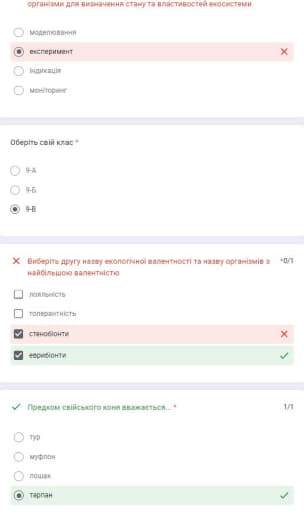 організми для визначення стану та властивостей екосистеми
моделювання
експеримент
індикація
моніторинг
Оберіть свій клас *
9-А
9-Б
9-В
Виберіть другу назву екологічної валентності та назву організмів з *0/1
найбільшою валентністю
лояльність
толерантність
стенобіонти
еврибіонти
Предком свійського коня вважається... * 1/1
тур
муфлон
лошак
тарпан